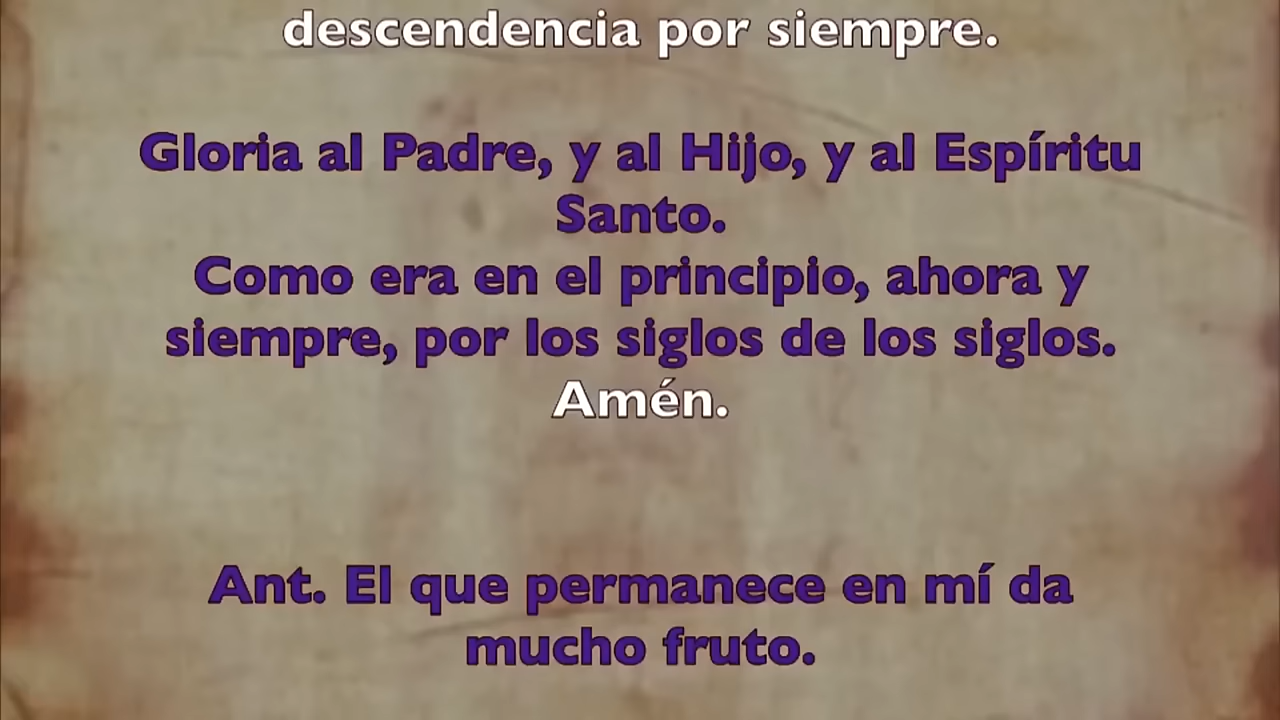 descendencia por siempre.
Gloria al Padre, y al Hijo, y al Espíritu
Santo.
Como era en el principio, ahora y
siempre, por los siglos de los siglos.
Amén.
Ant. El que permanece en mí da
mucho fruto.